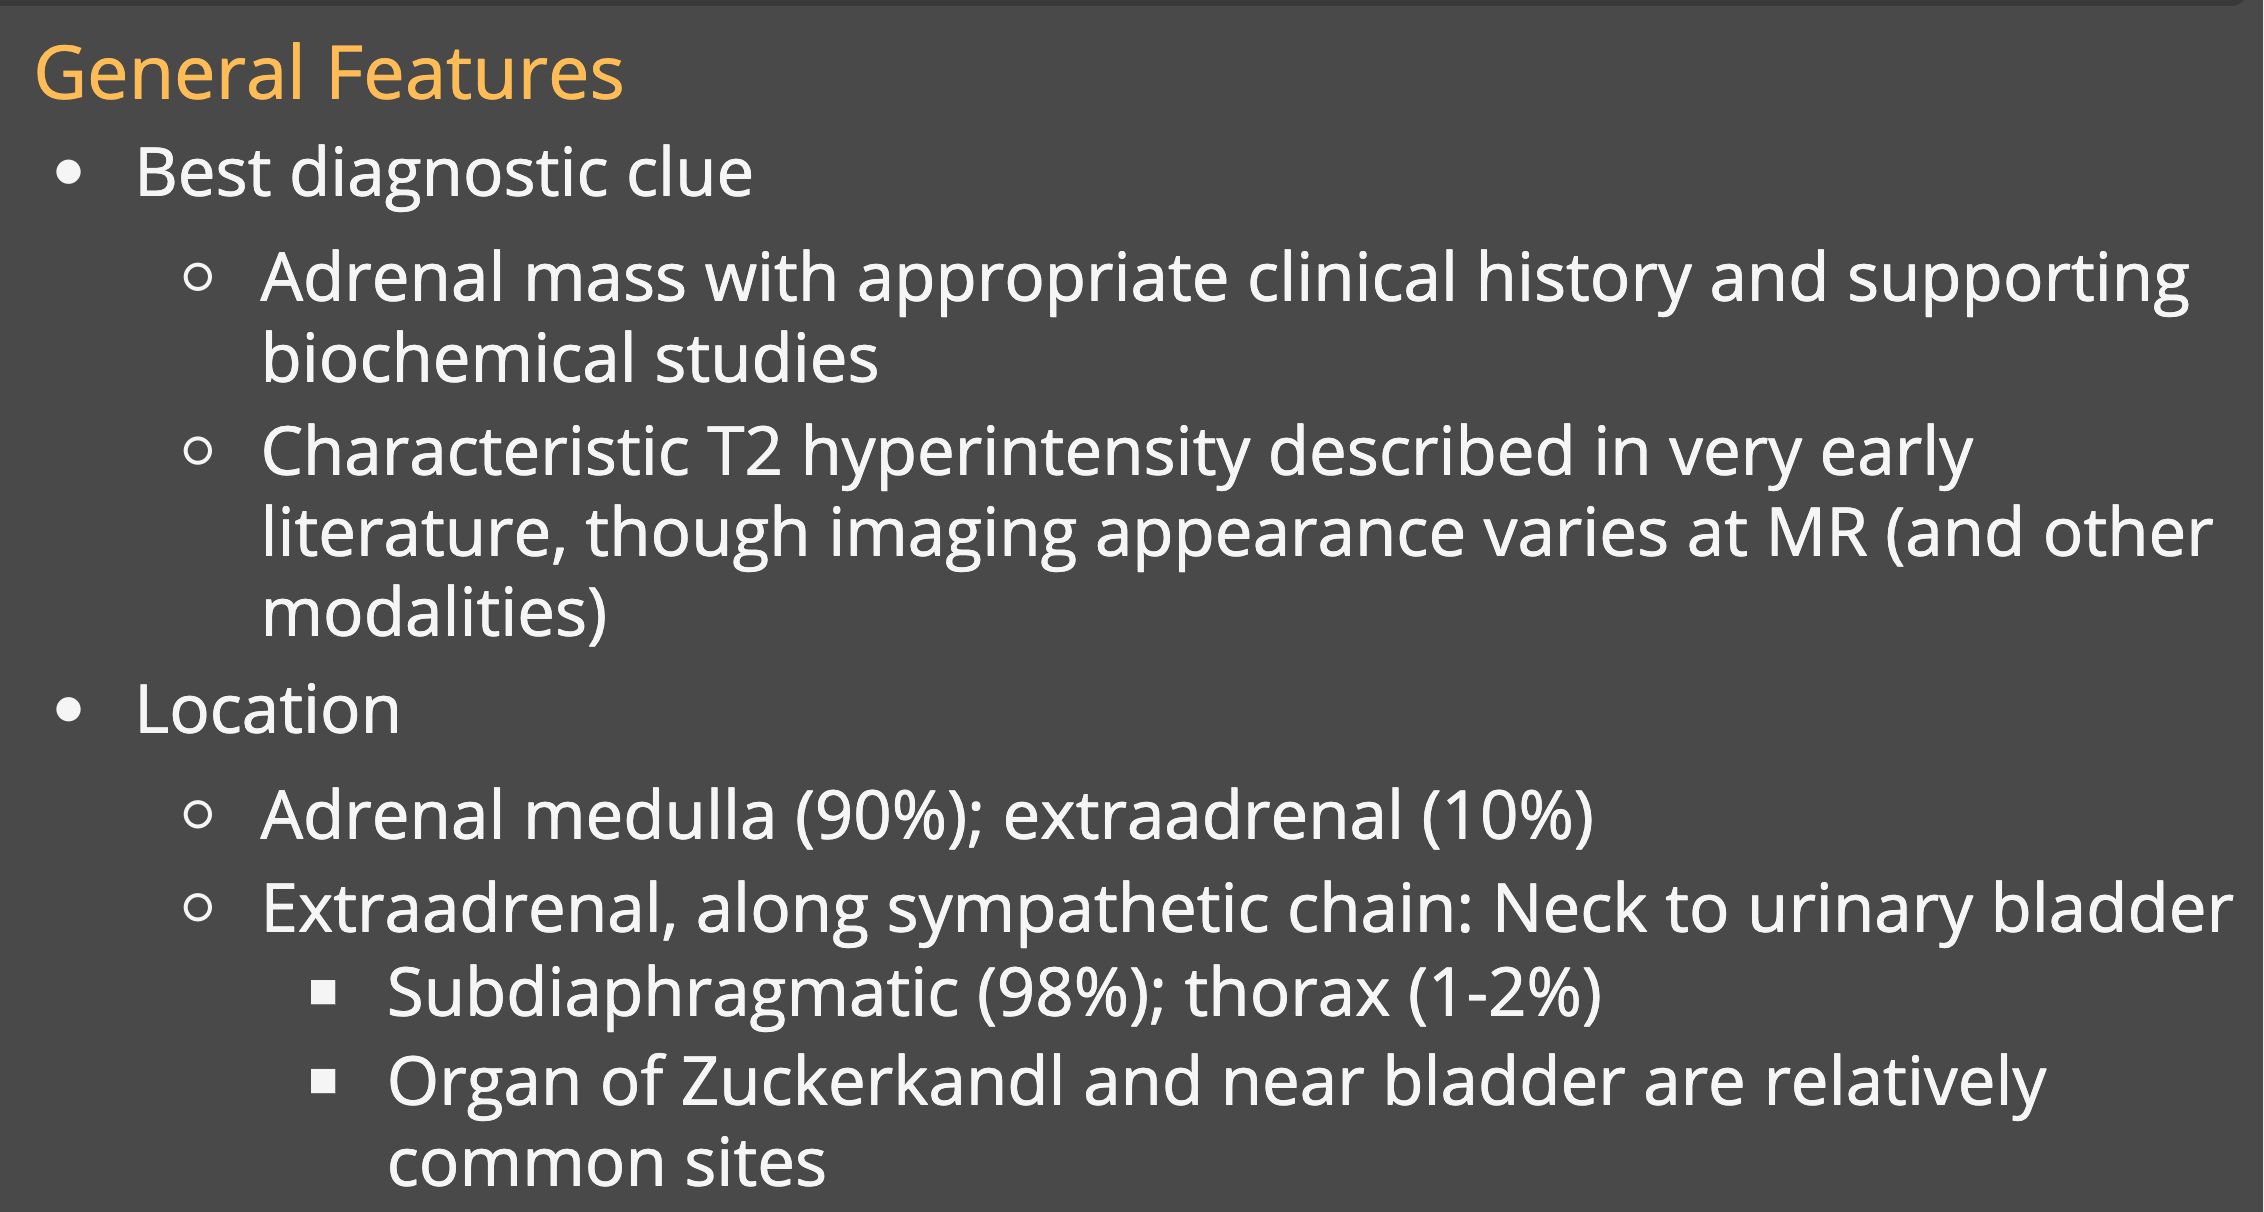 General Features
• Best diagnostic clue
○ Adrenal mass with appropriate clinical history and supporting
biochemical studies
○ Characteristic T2 hyperintensity described in very early
literature, though imaging appearance varies at MR (and other
modalities)
• Location
○ Adrenal medulla (90%); extraadrenal (10%)
○ Extraadrenal, along sympathetic chain: Neck to urinary bladder
▪ Subdiaphragmatic (98%); thorax (1-2%)
▪ Organ of Zuckerkandl and near bladder are relatively
common sites